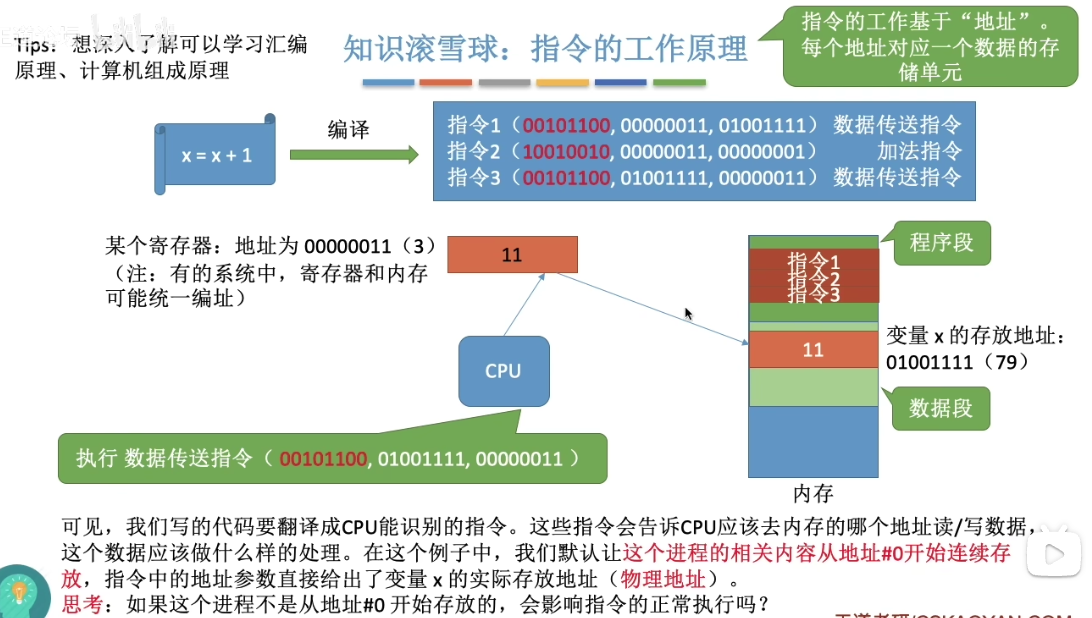 Tips：想深入了解可以学习汇编
原理、计算机组成原理
知识滚雪球：指令的工作原理
指令的工作基于“地址”。
每个地址对应一个数据的存
储单元
x = x + 1
编译
指令1（00101100, 00000011, 01001111） 数据传送指令
指令2（10010010, 00000011, 00000001） 加法指令
指令3（00101100, 01001111, 00000011） 数据传送指令
某个寄存器：地址为 00000011（3）
（注：有的系统中，寄存器和内存
可能统一编址）
11
程序段
指令1
指令2
指令3
11
变量 x 的存放地址：
01001111（79）
CPU
数据段
执行 数据传送指令（ 00101100, 01001111, 00000011 ）
内存
可见，我们写的代码要翻译成CPU能识别的指令。这些指令会告诉CPU应该去内存的哪个地址读/写数据，
这个数据应该做什么样的处理。在这个例子中，我们默认让这个进程的相关内容从地址#0开始连续存
放，指令中的地址参数直接给出了变量 x 的实际存放地址（物理地址）。
思考：如果这个进程不是从地址#0 开始存放的，会影响指令的正常执行吗？